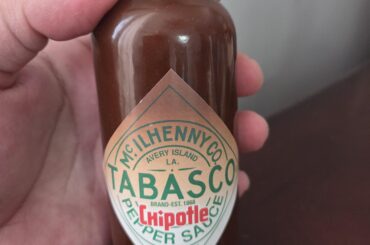 McILHENNY CO.
AVERY ISLAND
LA.
TABASCO
BRAND-EST. 1868
Chipotle
PEPPER SAUCE